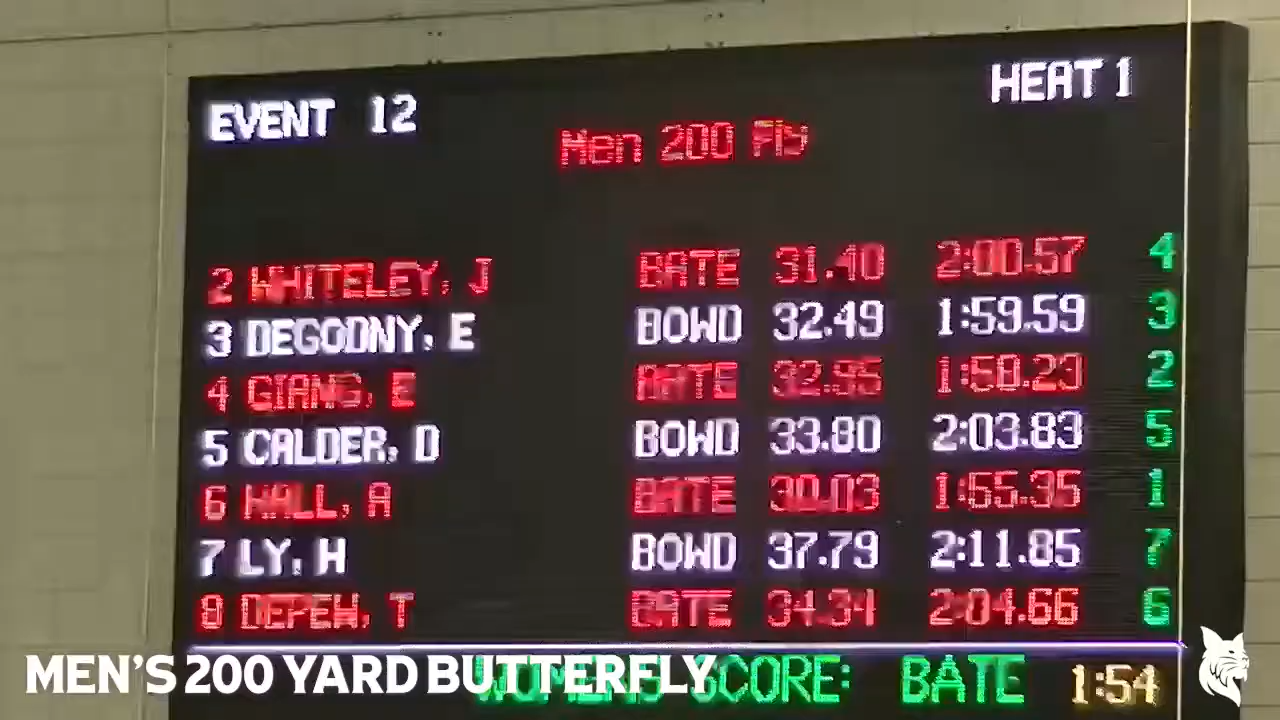 EVENT 12 HEAT 1
Men 200 Fly
2 WHITELEY, J BATE 31.40 2:00.57 4
3 DEGODNY, E BOWD 32.49 1:59.59 3
4 GIANG, E BATE 32.95 1:58.23 2
5 CALDER, D BOWD 33.80 2:03.83 5
6 HALL, A BATE 30.03 1:55.35 1
7 LY, H BOWD 37.79 2:11.85 7
8 DEPEW, T BATE 34.34 2:04.66 6
WOMEN'S SCORE: BATE 1:54
MEN'S 200 YARD BUTTERFLY